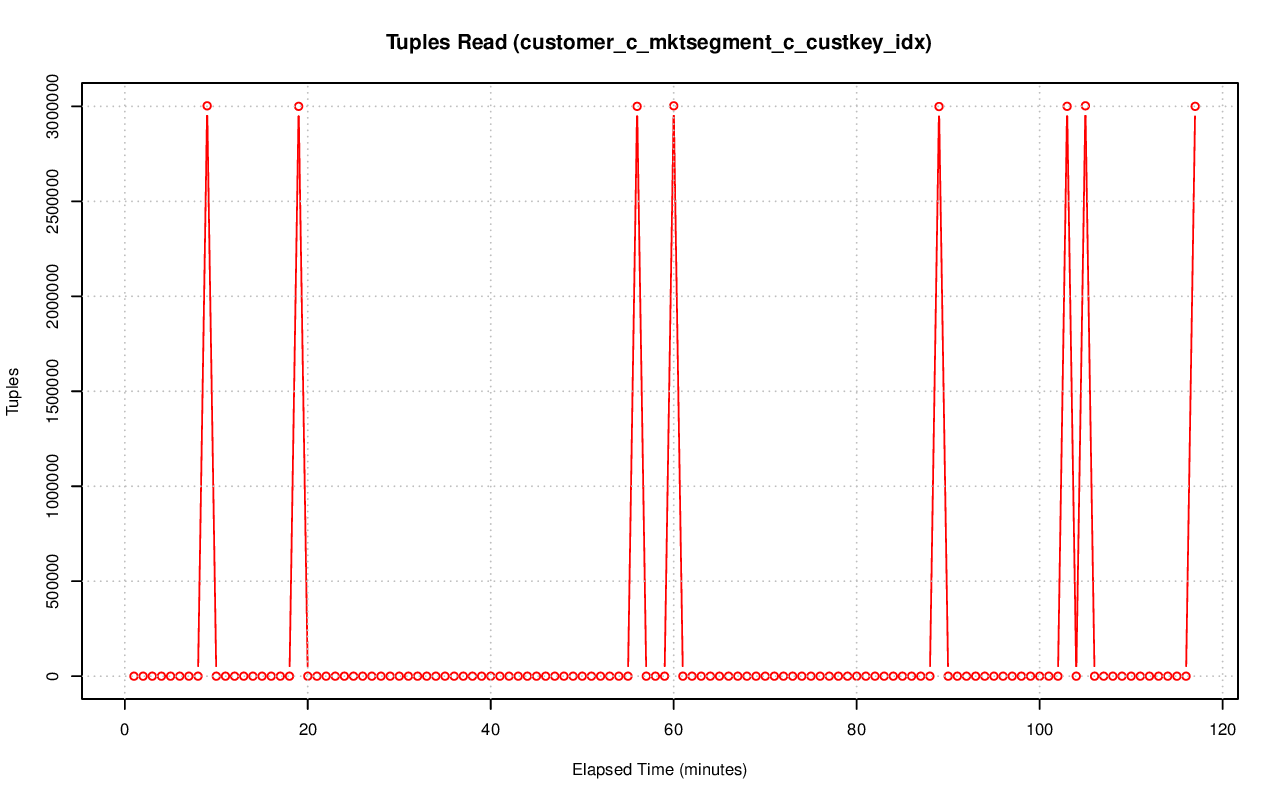 Tuples Read (customer_c_mktsegment_c_custkey_idx)
3000000
2500000
2000000
1500000
1000000
500000
0
Tuples
0 20 40 60 80 100 120
Elapsed Time (minutes)